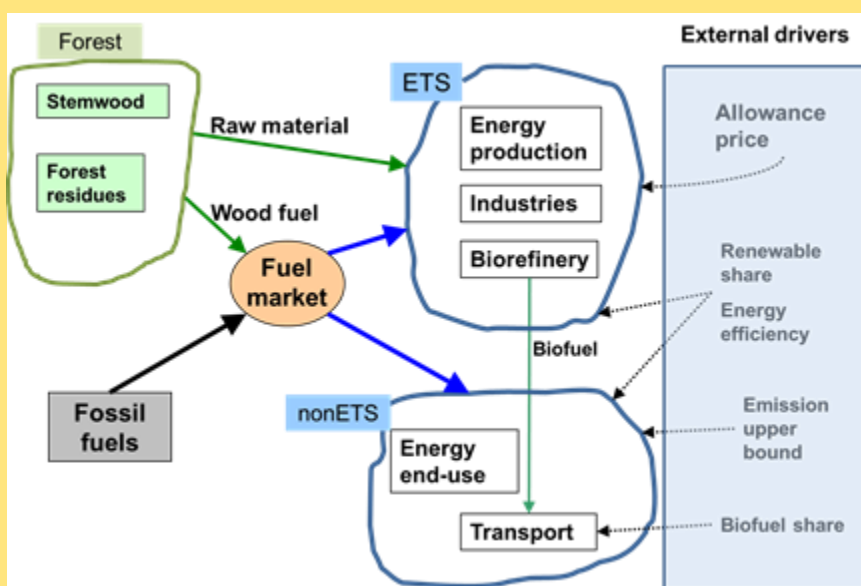 Forest
Stemwood
Forest
residues
Raw material
Wood fuel
Fuel
market
Fossil
fuels
ETS
Energy
production
Industries
Biorefinery
Biofuel
nonETS
Energy
end-use
Transport
External drivers
Allowance
price
Renewable
share
Energy
efficiency
Emission
upper
bound
Biofuel share